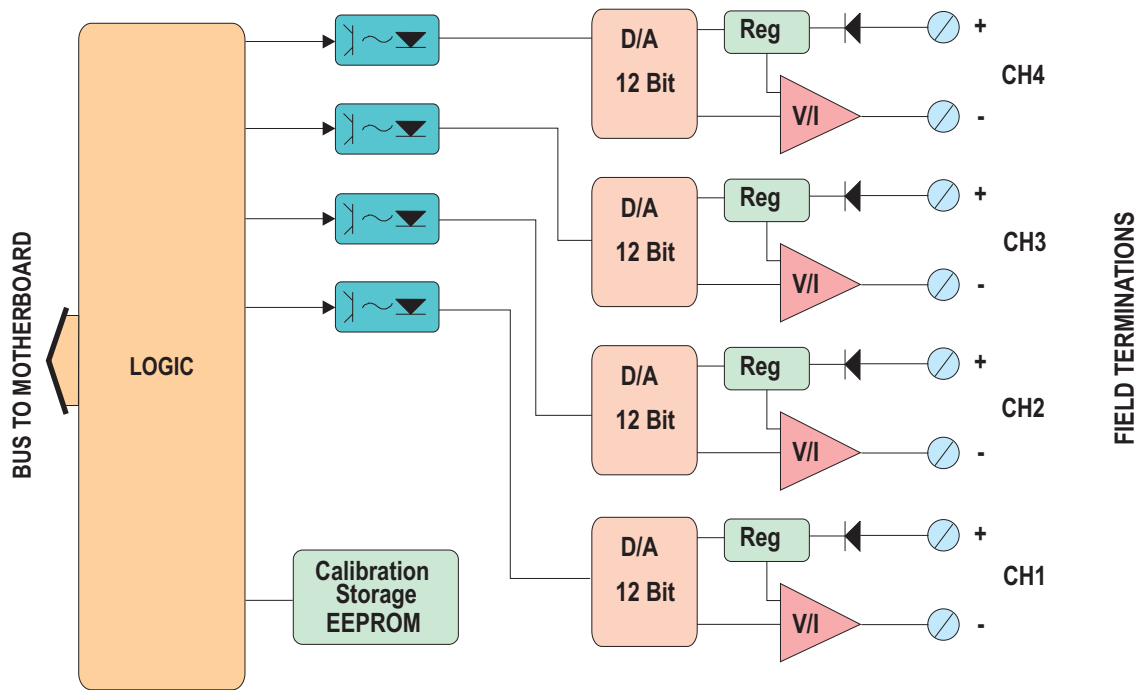 BUS TO MOTHERBOARD
LOGIC
Calibration
Storage
EEPROM
D/A
12 Bit
Reg
V/I
+
CH4
-
D/A
12 Bit
Reg
V/I
+
CH3
-
D/A
12 Bit
Reg
V/I
+
CH2
-
D/A
12 Bit
Reg
V/I
+
CH1
-
FIELD TERMINATIONS